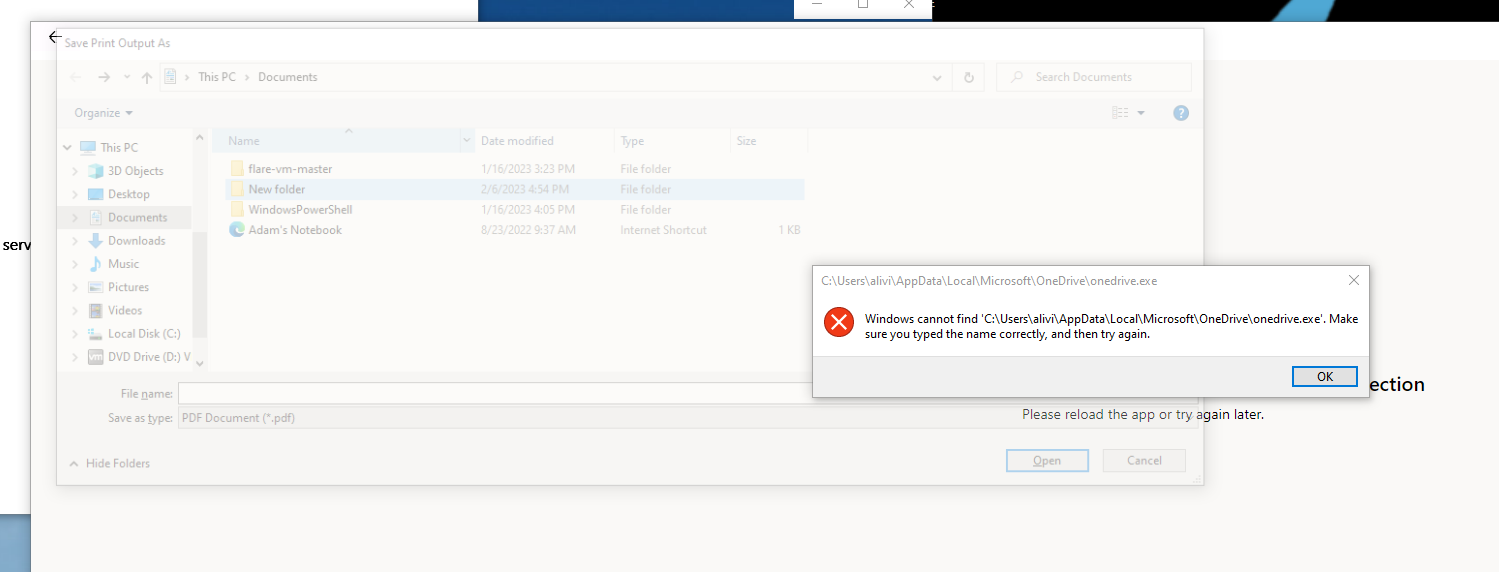 Save Print Output As
This PC > Documents
Search Documents
Organize
?
Name Date modified Type Size
This PC
3D Objects
Desktop
Documents
Downloads
Music
Pictures
Videos
Local Disk (C:)
vm DVD Drive (D:) V
flare-vm-master 1/16/2023 3:23 PM File folder
New folder 2/6/2023 4:54 PM File folder
WindowsPowerShell 1/16/2023 4:05 PM File folder
Adam's Notebook 8/23/2022 9:37 AM Internet Shortcut 1 KB
serv
C:\Users\alivi\AppData\Local\Microsoft\OneDrive\onedrive.exe
Windows cannot find 'C:\Users\alivi\AppData\Local\Microsoft\OneDrive\onedrive.exe'. Make
sure you typed the name correctly, and then try again.
OK
ection
File name:
Save as type: PDF Document (*.pdf)
Please reload the app or try again later.
Hide Folders
Open Cancel